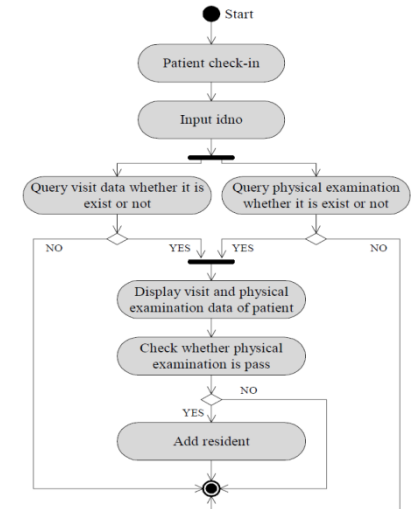 Start
Patient check-in
Input idno
Query visit data whether it is
exist or not
Query physical examination
whether it is exist or not
NO
YES
YES
NO
Display visit and physical
examination data of patient
Check whether physical
examination is pass
NO
YES
Add resident